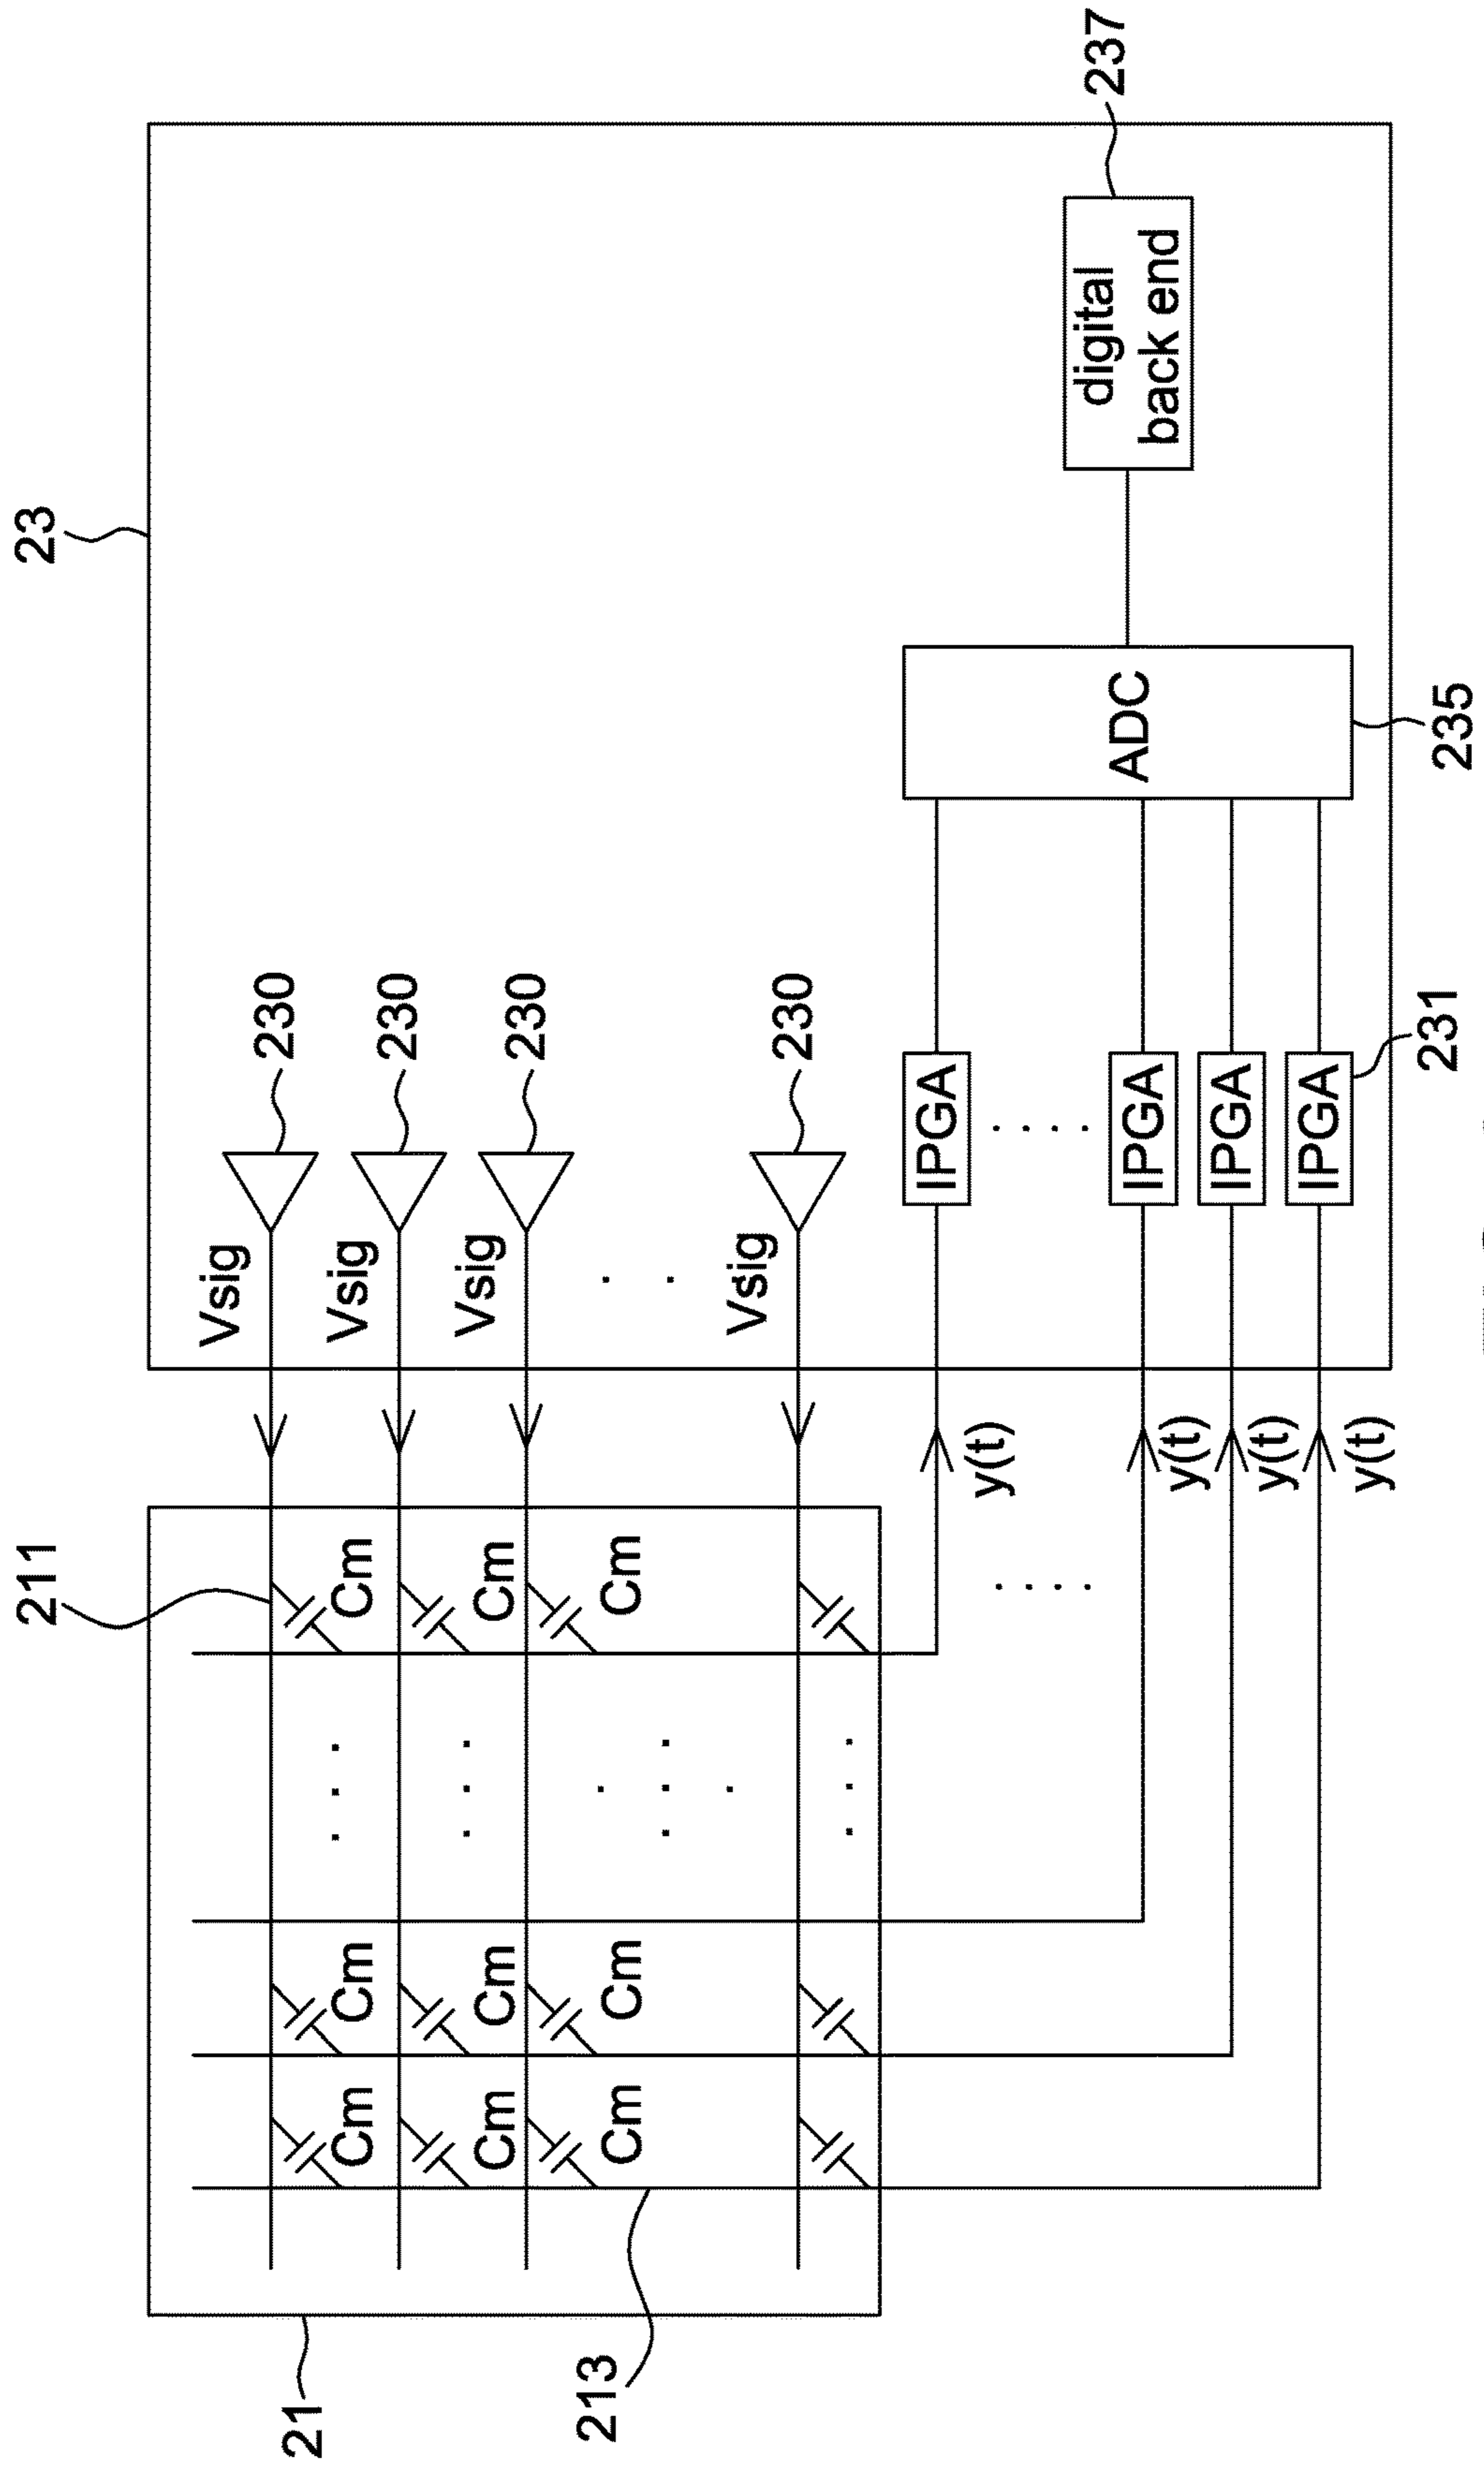 23
21
211
213
230
230
230
230
Vsig
Vsig
Vsig
Vsig
Cm
Cm
Cm
Cm
Cm
Cm
Cm
Cm
Cm
y(t)
y(t)
y(t)
y(t)
IPGA
IPGA
IPGA
IPGA
231
ADC
235
digital
back end
237